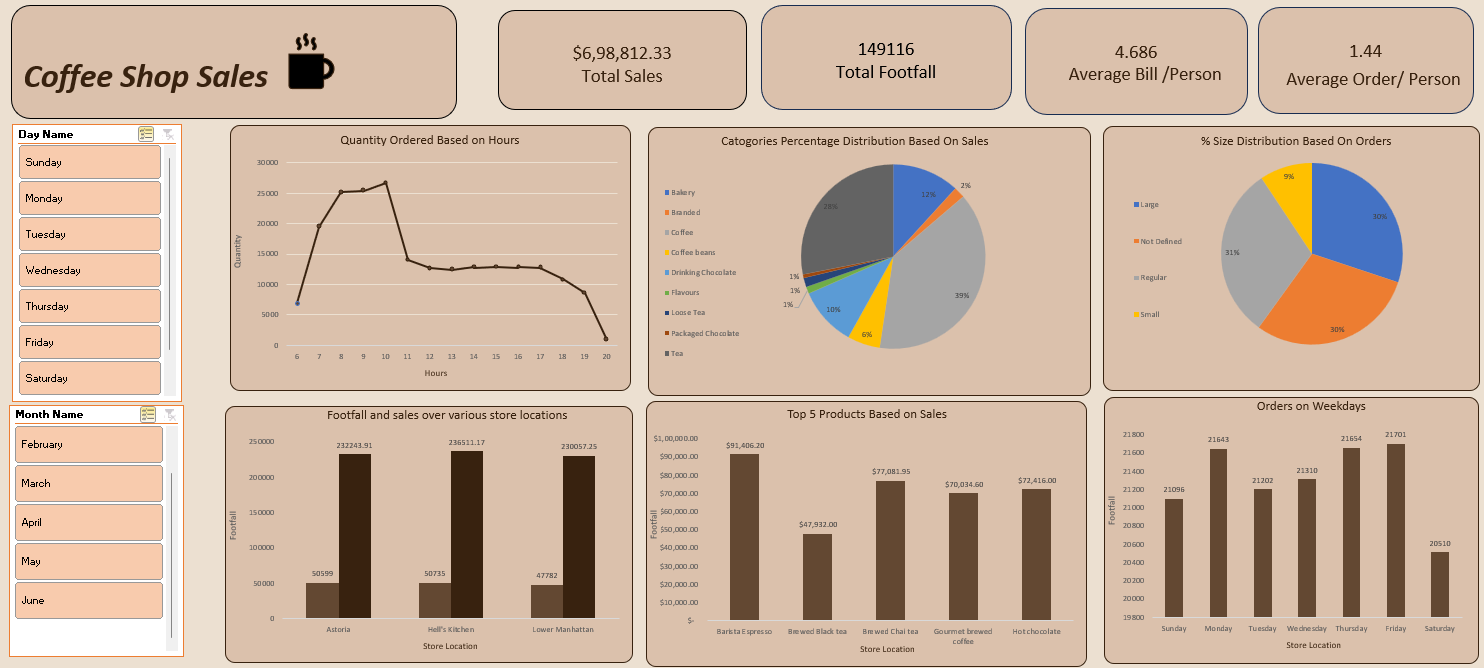 Coffee Shop Sales
$6,98,812.33
Total Sales
149116
Total Footfall
4.686
Average Bill /Person
1.44
Average Order/ Person
Day Name
Sunday
Monday
Tuesday
Wednesday
Thursday
Friday
Saturday
Month Name
February
March
April
May
June
Quantity Ordered Based on Hours
30000
25000
20000
15000
10000
5000
0
Quantity
6 7 8 9 10 11 12 13 14 15 16 17 18 19 20
Hours
Catogories Percentage Distribution Based On Sales
Bakery
Branded
Coffee
Coffee beans
Drinking Chocolate
Flavours
Loose Tea
Packaged Chocolate
Tea
12%
2%
39%
6%
10%
1%
1%
1%
28%
% Size Distribution Based On Orders
Large
Not Defined
Regular
Small
30%
30%
31%
9%
Footfall and sales over various store locations
250000
200000
150000
100000
50000
0
Footfall
50599
232243.91
50735
236511.17
47782
230057.25
Astoria Hell's Kitchen Lower Manhattan
Store Location
Top 5 Products Based on Sales
$1,00,000.00
$90,000.00
$80,000.00
$70,000.00
$60,000.00
$50,000.00
$40,000.00
$30,000.00
$20,000.00
$10,000.00
$-
Footfall
$91,406.20
$47,932.00
$77,081.95
$70,034.60
$72,416.00
Barista Espresso Brewed Black tea Brewed Chai tea Gourmet brewed coffee Hot chocolate
Store Location
Orders on Weekdays
21800
21600
21400
21200
21000
20800
20600
20400
20200
20000
19800
Footfall
21096
21643
21202
21310
21654
21701
20510
Sunday Monday Tuesday Wednesday Thursday Friday Saturday
Store Location